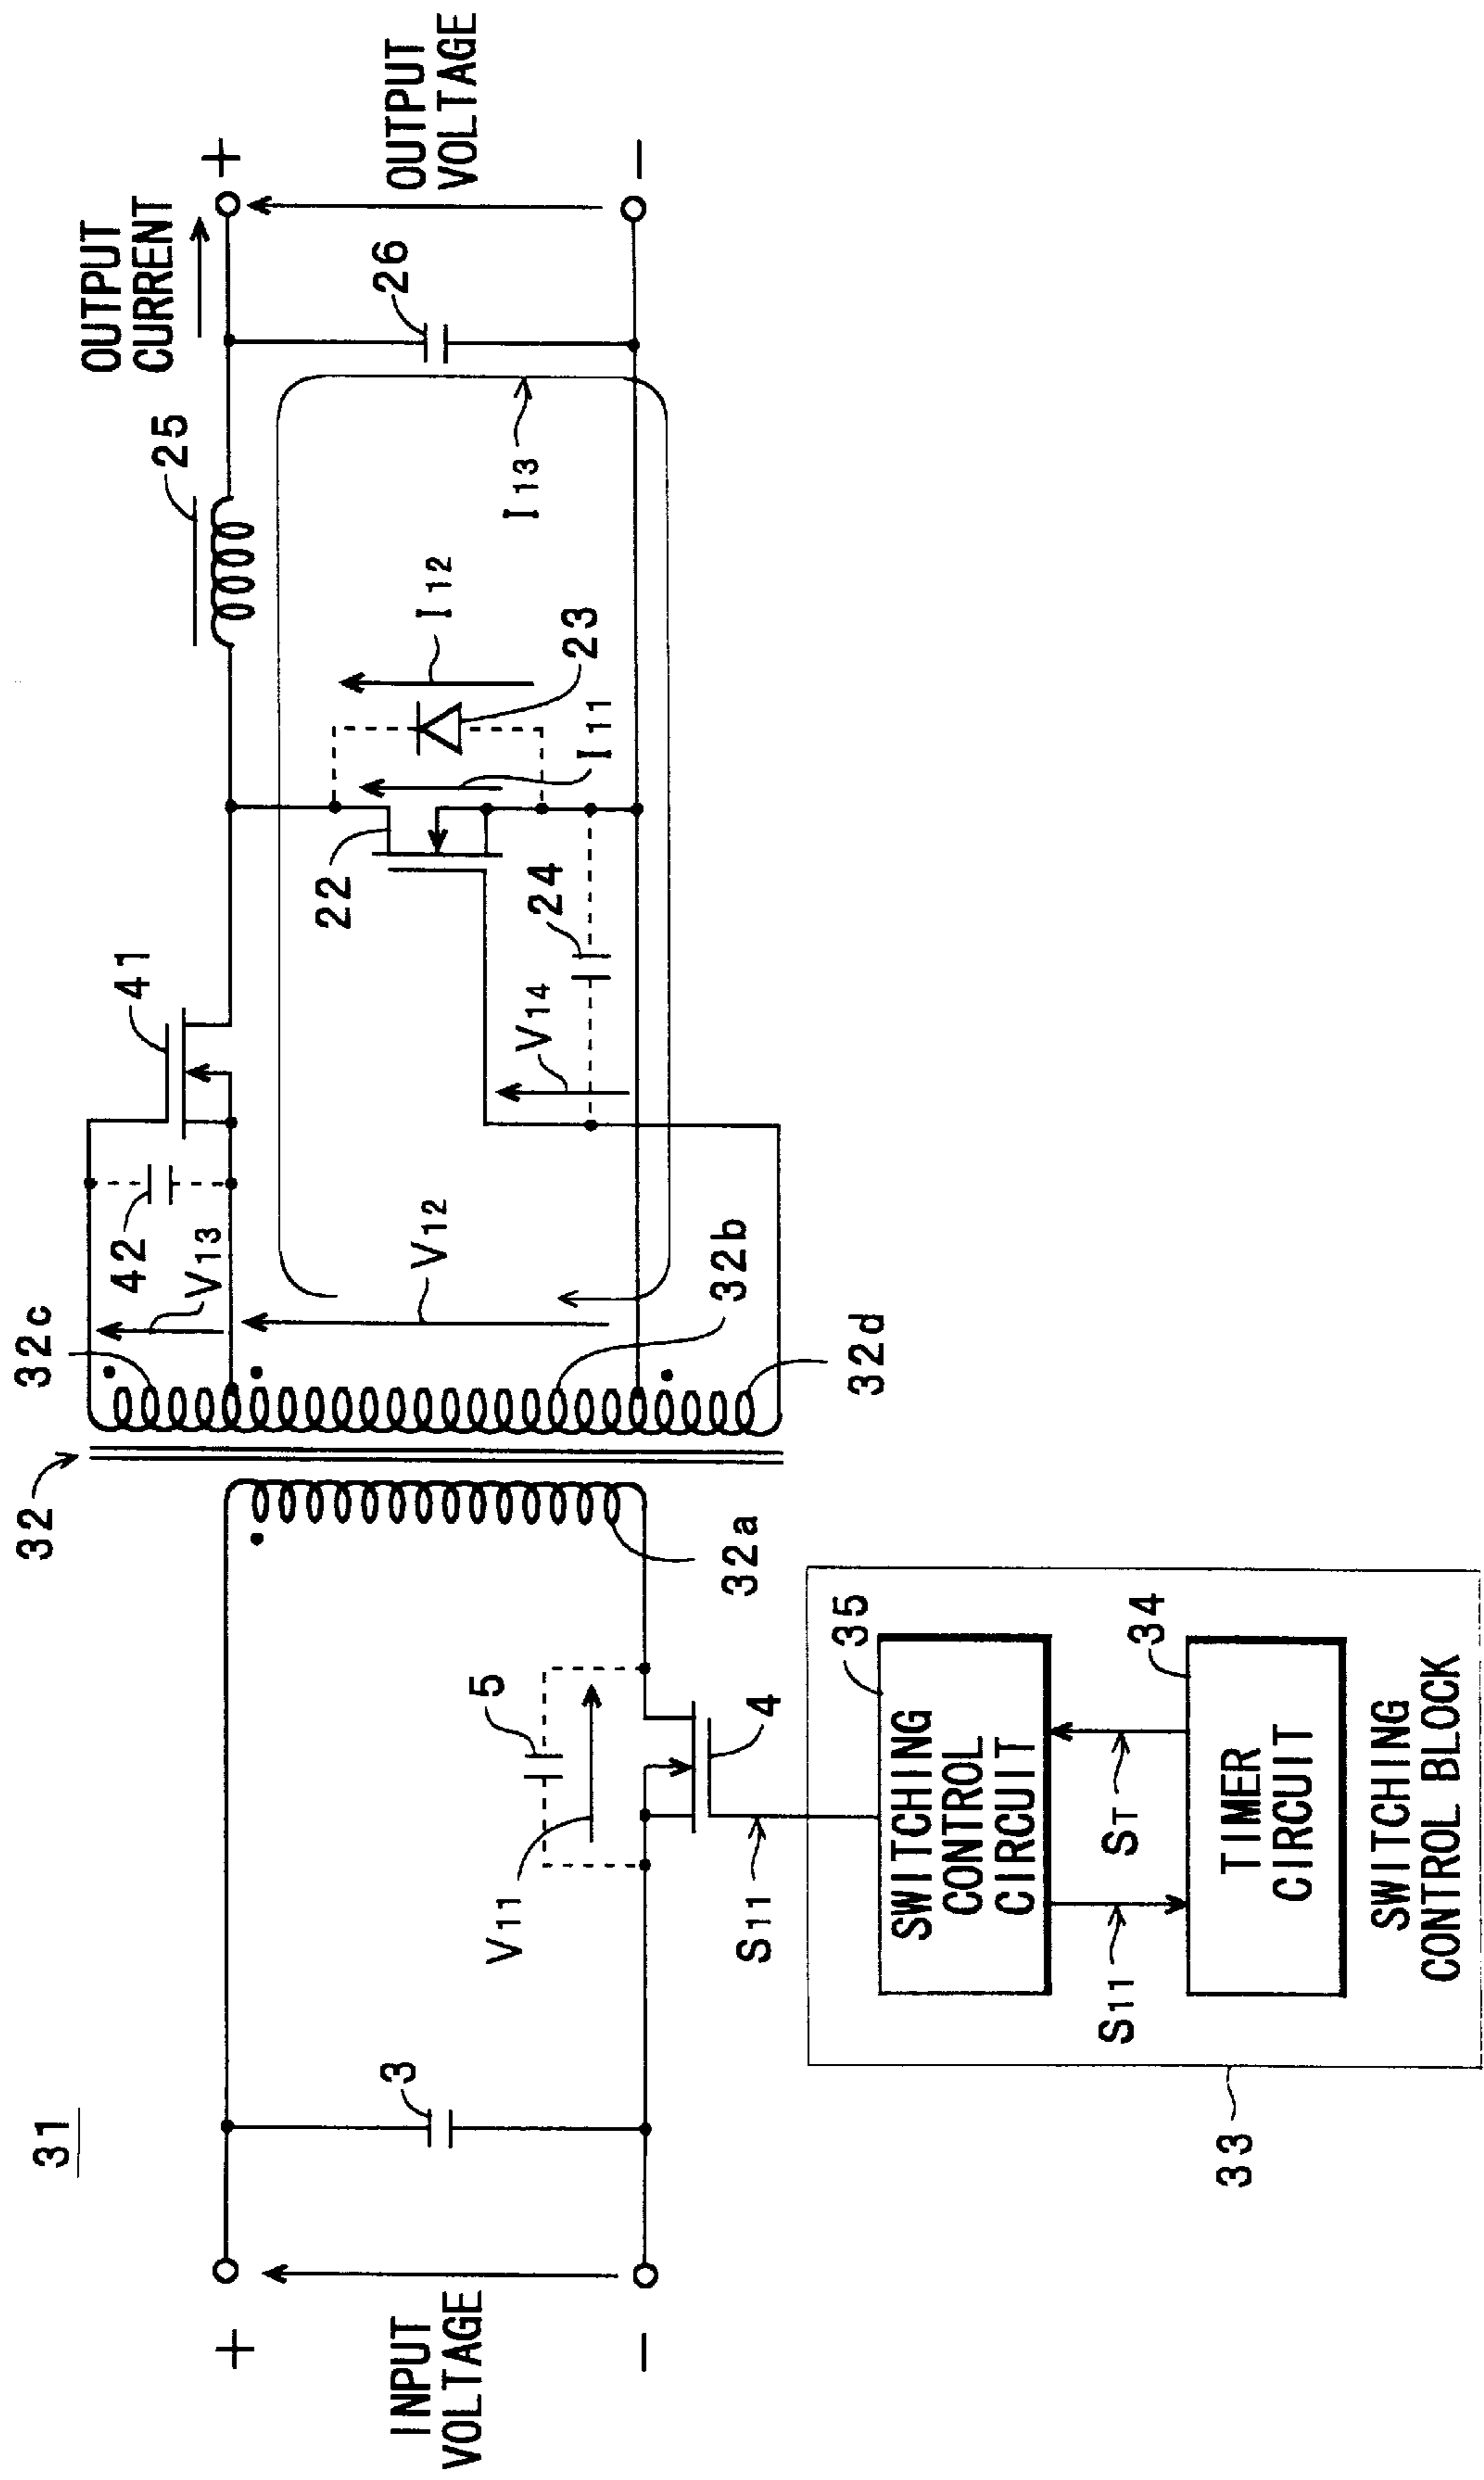 31
INPUT
VOLTAGE
+
−
3
V11
5
4
S11
32
32a
32c
32b
32d
V13
42
41
V12
V14
24
22
I11
23
I12
I13
25
26
OUTPUT
CURRENT
+
−
OUTPUT
VOLTAGE
33
35
SWITCHING
CONTROL
CIRCUIT
S11
ST
34
TIMER
CIRCUIT
SWITCHING
CONTROL BLOCK